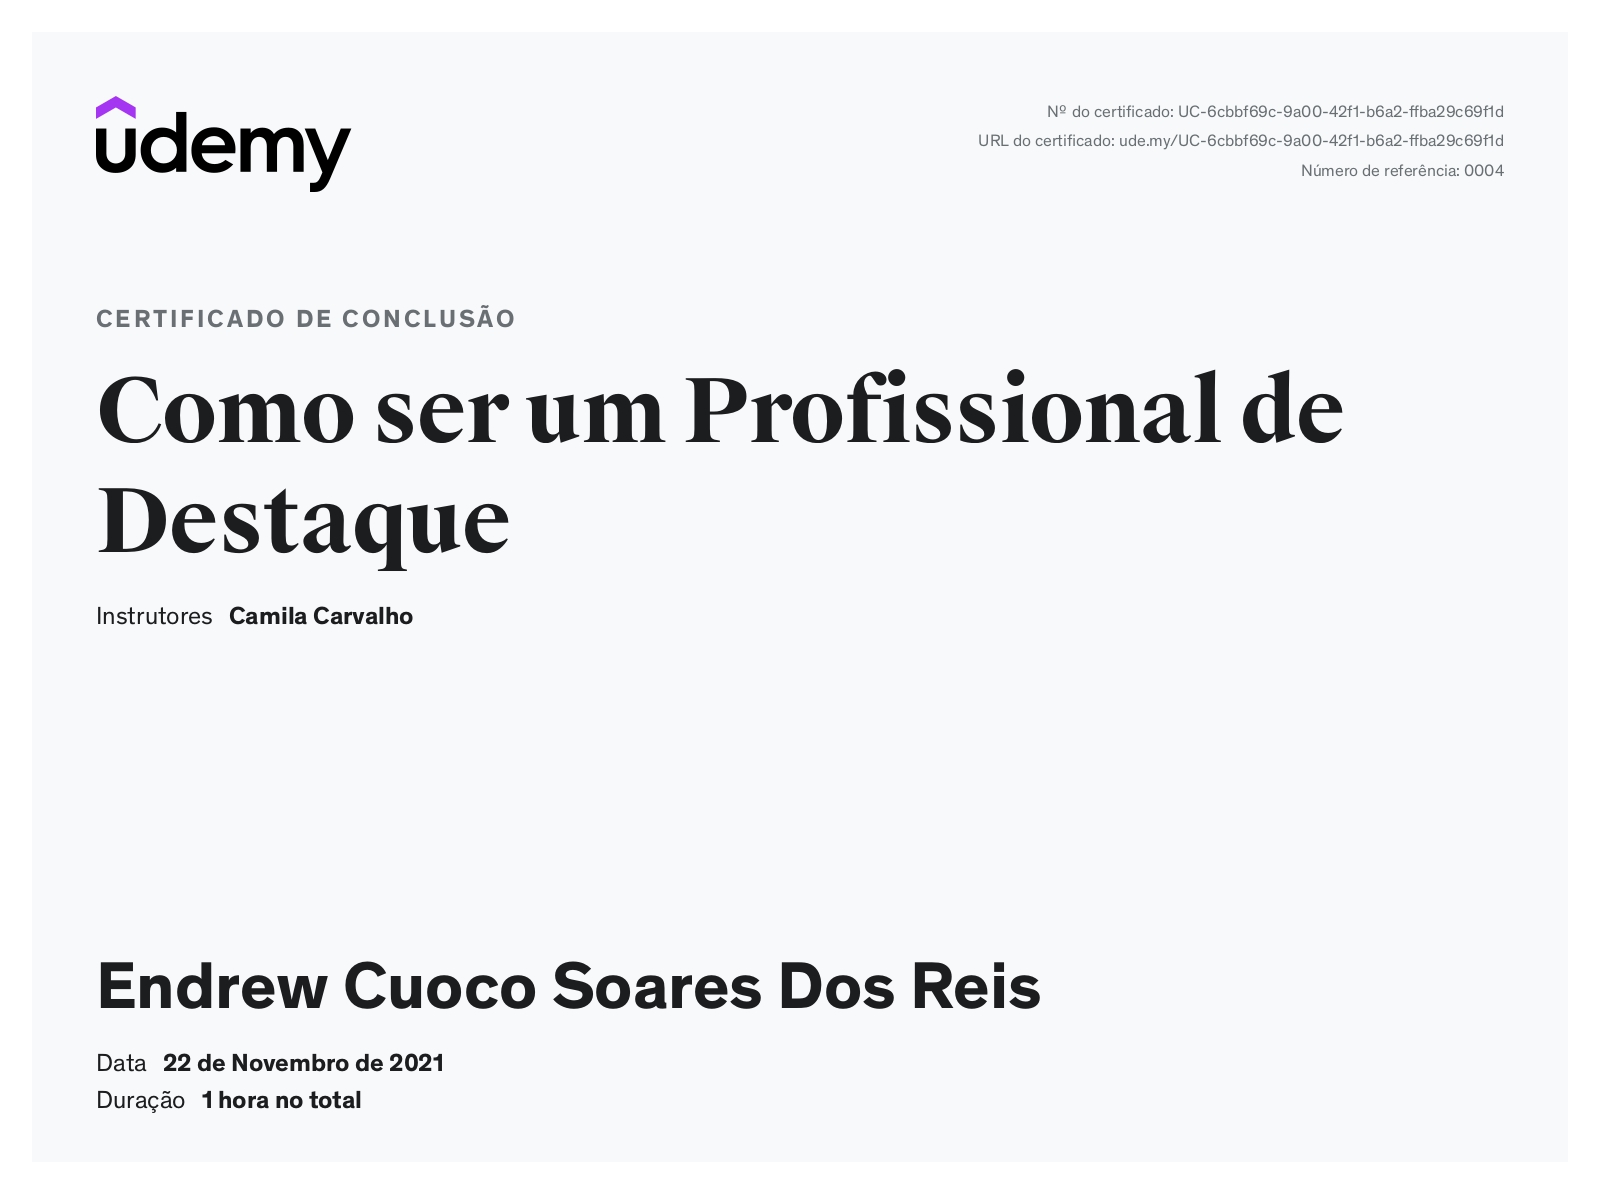 udemy
Nº do certificado: UC-6cbbf69c-9a00-42f1-b6a2-ffba29c69f1d
URL do certificado: ude.my/UC-6cbbf69c-9a00-42f1-b6a2-ffba29c69f1d
Número de referência: 0004
CERTIFICADO DE CONCLUSÃO
Como ser um Profissional de
Destaque
Instrutores Camila Carvalho
Endrew Cuoco Soares Dos Reis
Data 22 de Novembro de 2021
Duração 1 hora no total